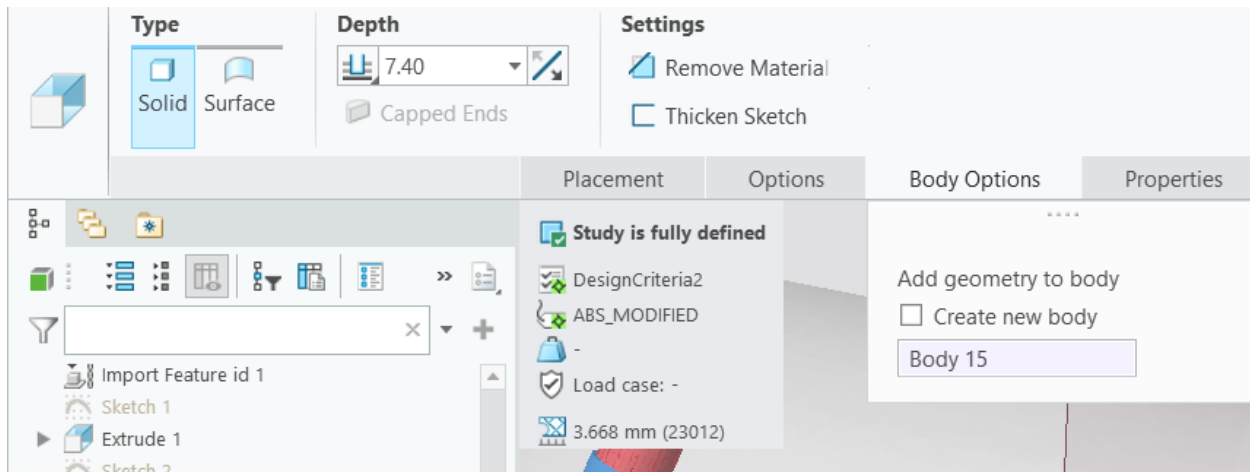 Type
Depth
Settings
Solid
Surface
7.40
Capped Ends
Remove Material
Thicken Sketch
Placement
Options
Body Options
Properties
Study is fully defined
DesignCriteria2
ABS_MODIFIED
-
Load case: -
3.668 mm (23012)
Add geometry to body
Create new body
Body 15
Import Feature id 1
Sketch 1
Extrude 1
Sketch 2